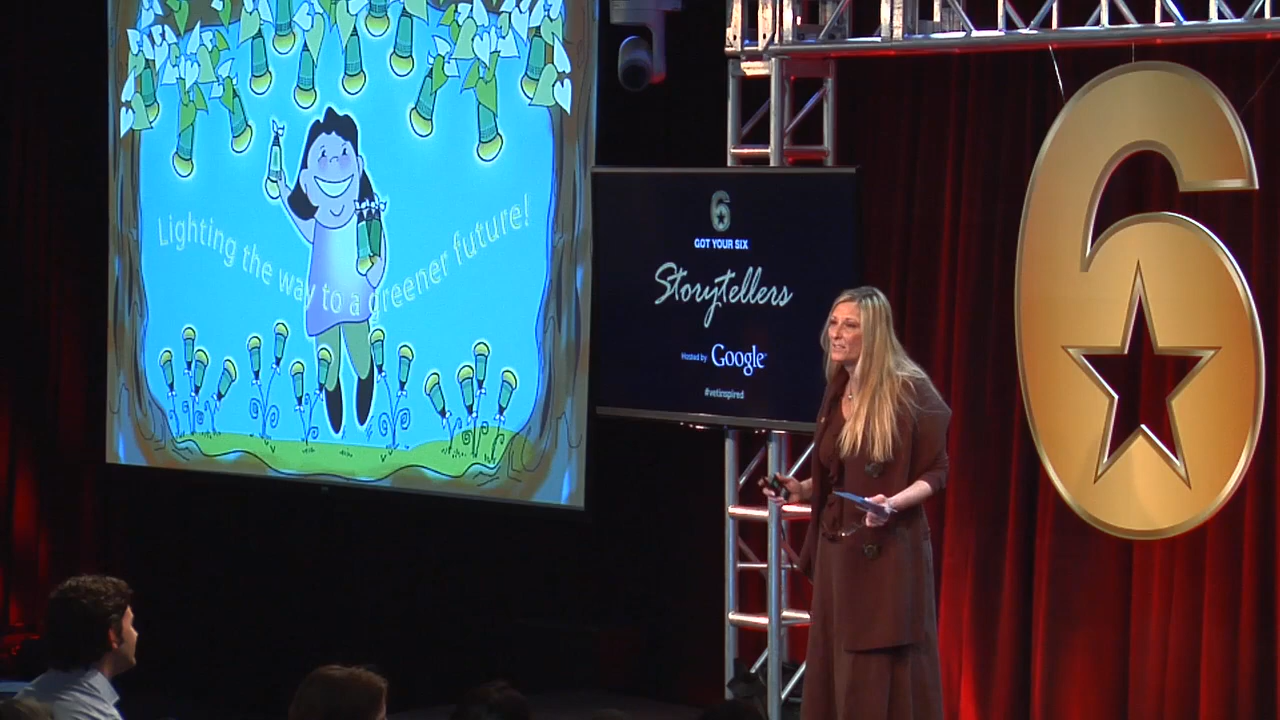 Lighting the way to a greener future!
6
GOT YOUR SIX
Storytellers
Hosted by Google
#vetinspired
6